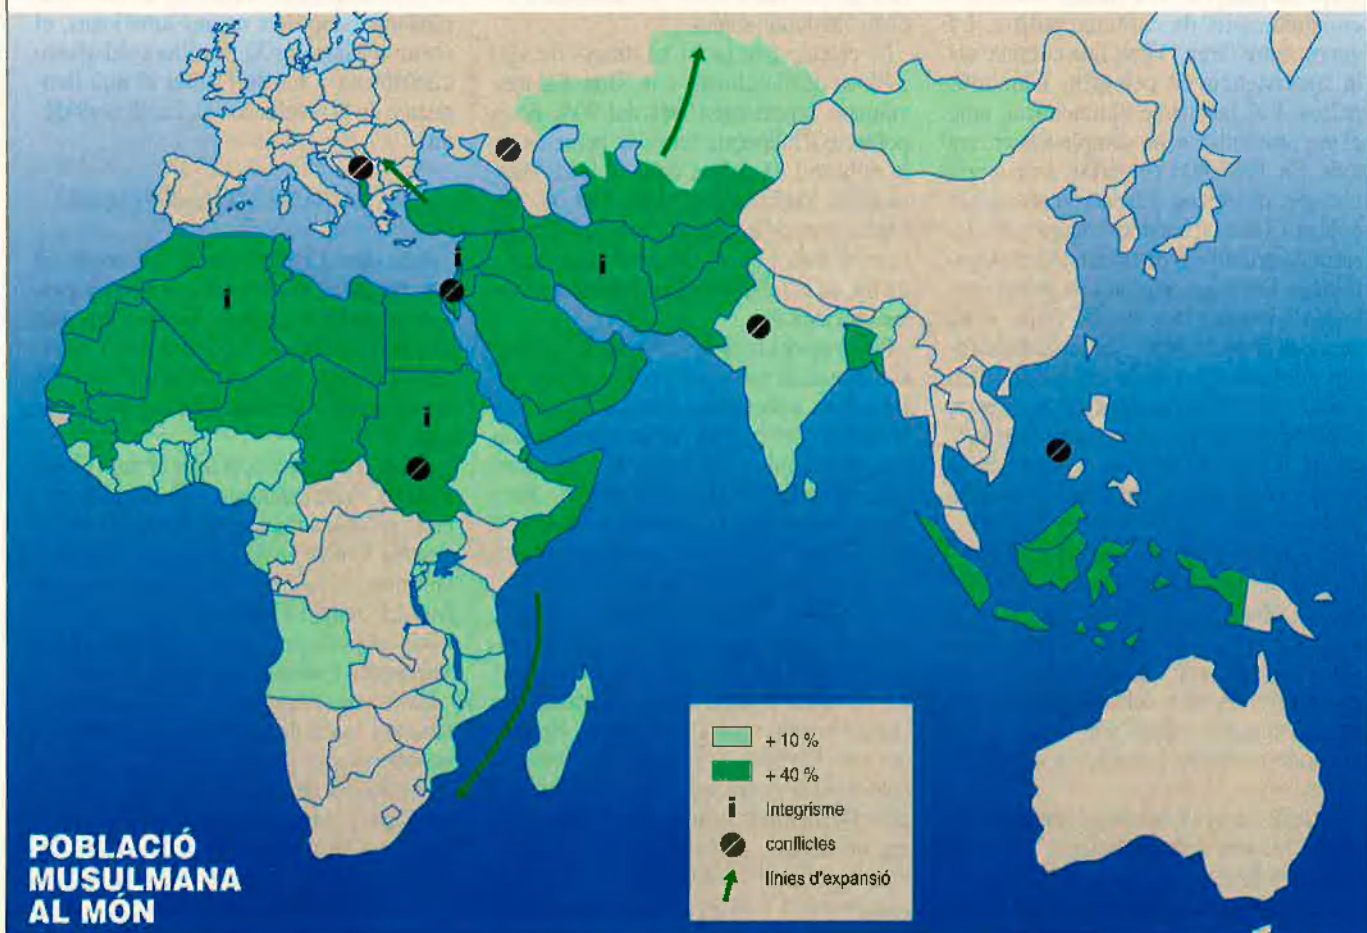 + 10 %
+ 40 %
i Integrisme
conflictes
línies d'expansió
POBLACIÓ
MUSULMANA
AL MÓN
i
i
i
i